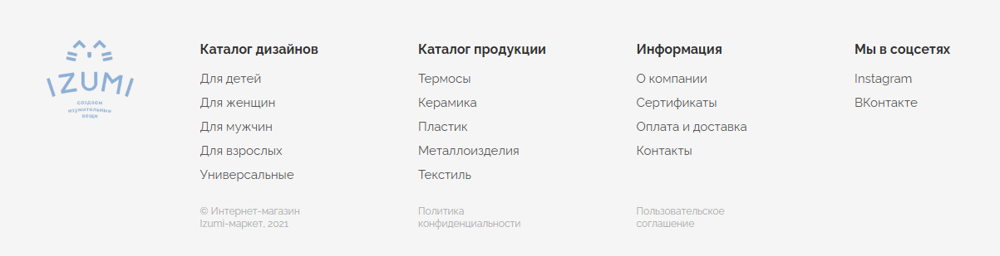 IZUMI
создаем
изумительные
вещи
Каталог дизайнов
Для детей
Для женщин
Для мужчин
Для взрослых
Универсальные
© Интернет-магазин
Izumi-маркет, 2021
Каталог продукции
Термосы
Керамика
Пластик
Металлоизделия
Текстиль
Политика
конфиденциальности
Информация
О компании
Сертификаты
Оплата и доставка
Контакты
Пользовательское
соглашение
Мы в соцсетях
Instagram
ВКонтакте